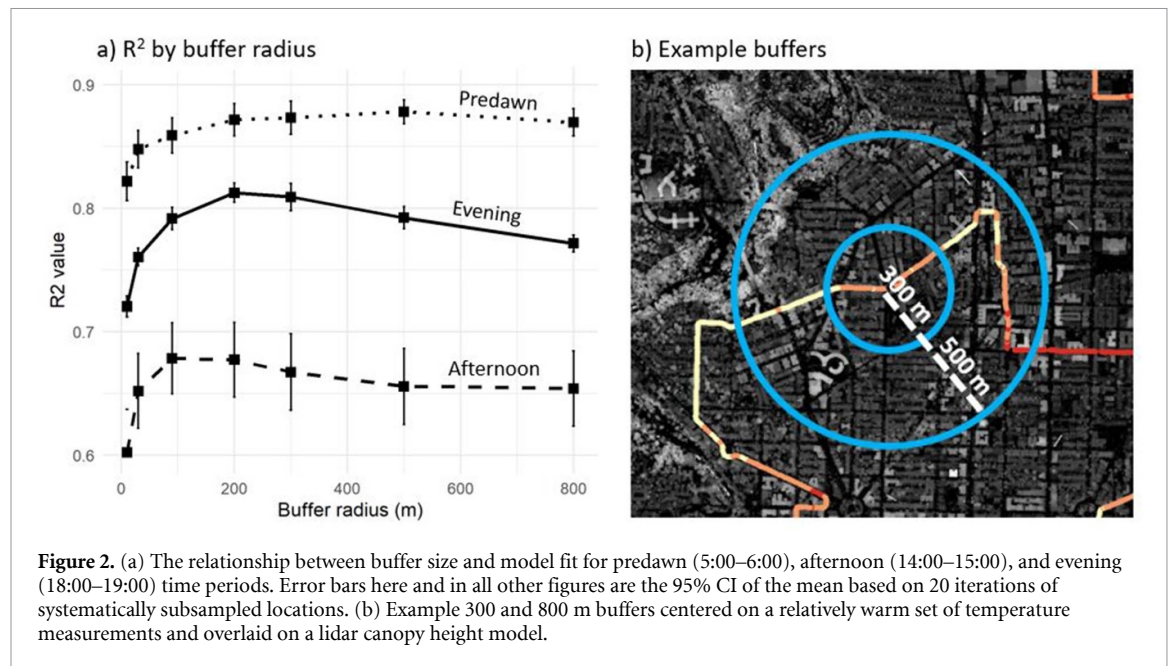 a) R² by buffer radius
b) Example buffers
0.9
0.8
0.7
0.6
R2 value
Predawn
Evening
Afternoon
0
200
400
600
800
Buffer radius (m)
300 m
500 m
Figure 2. (a) The relationship between buffer size and model fit for predawn (5:00–6:00), afternoon (14:00–15:00), and evening
(18:00–19:00) time periods. Error bars here and in all other figures are the 95% CI of the mean based on 20 iterations of
systematically subsampled locations. (b) Example 300 and 800 m buffers centered on a relatively warm set of temperature
measurements and overlaid on a lidar canopy height model.